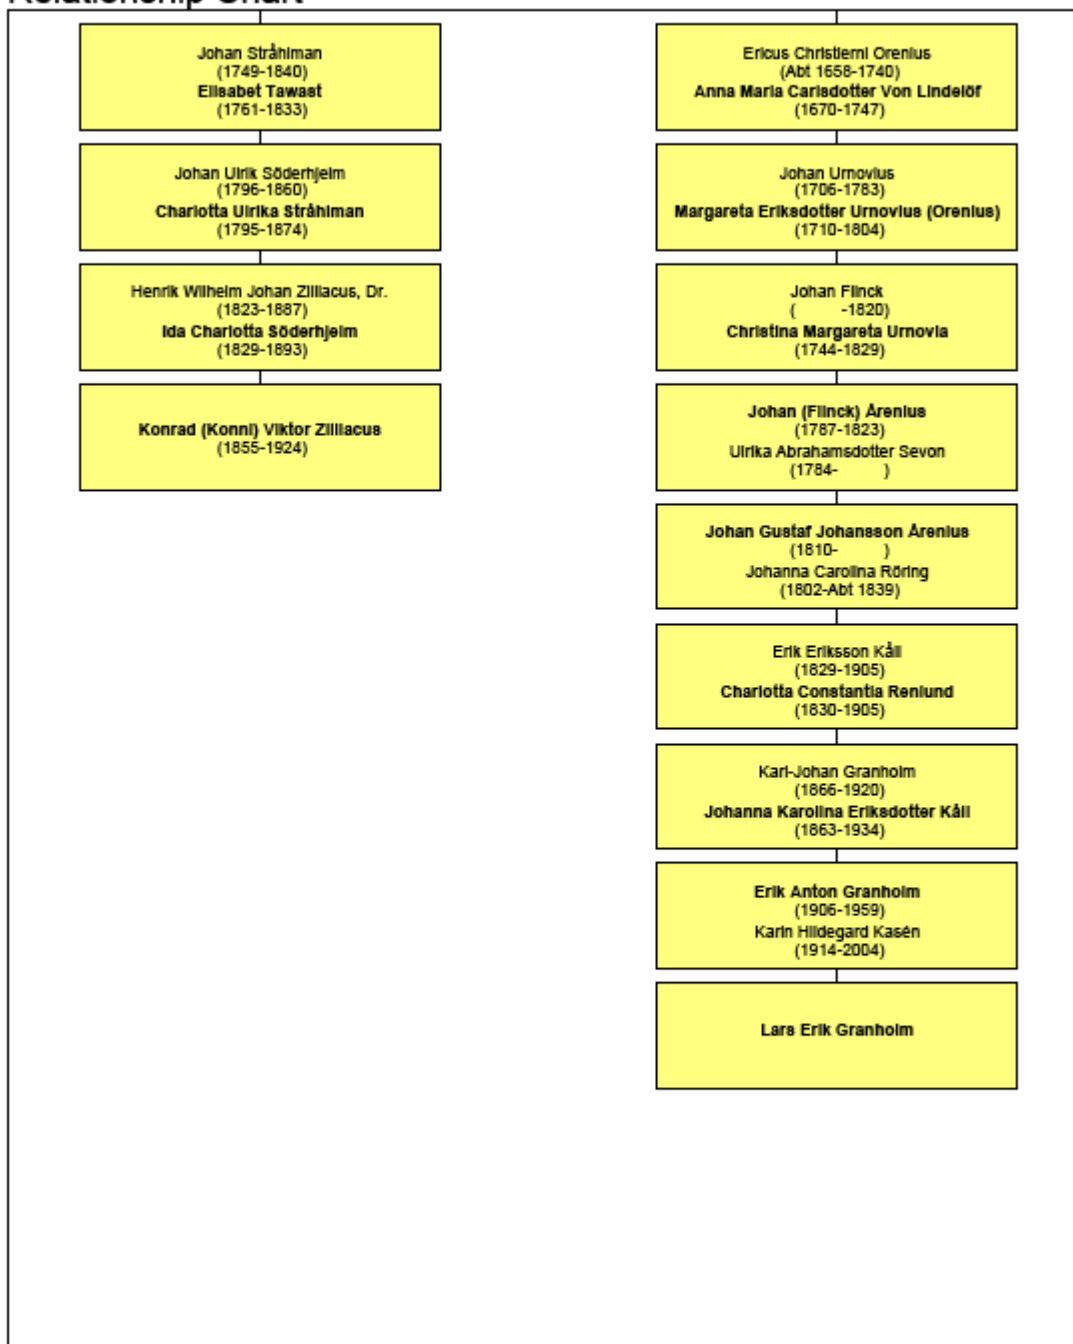 Relationship Chart
Johan Stråhlman
(1749-1840)
Elisabet Tawast
(1761-1833)
Johan Ulrik Söderhjelm
(1796-1860)
Charlotta Ulrika Stråhlman
(1795-1874)
Henrik Wilhelm Johan Zilliacus, Dr.
(1823-1887)
Ida Charlotta Söderhjelm
(1829-1893)
Konrad (Konni) Viktor Zilliacus
(1855-1924)
Ericus Christierni Orenius
(Abt 1658-1740)
Anna Maria Carlsdotter Von Lindelöf
(1670-1747)
Johan Urnovius
(1706-1783)
Margareta Eriksdotter Urnovius (Orenius)
(1710-1804)
Johan Flinck
( -1820)
Christina Margareta Urnovia
(1744-1829)
Johan (Flinck) Årenius
(1787-1823)
Ulrika Abrahamsdotter Sevon
(1784- )
Johan Gustaf Johansson Årenius
(1810- )
Johanna Carolina Röring
(1802-Abt 1839)
Erik Eriksson Kåll
(1829-1905)
Charlotta Constantia Renlund
(1830-1905)
Karl-Johan Granholm
(1866-1920)
Johanna Karolina Eriksdotter Kåll
(1863-1934)
Erik Anton Granholm
(1906-1959)
Karin Hildegard Kasén
(1914-2004)
Lars Erik Granholm